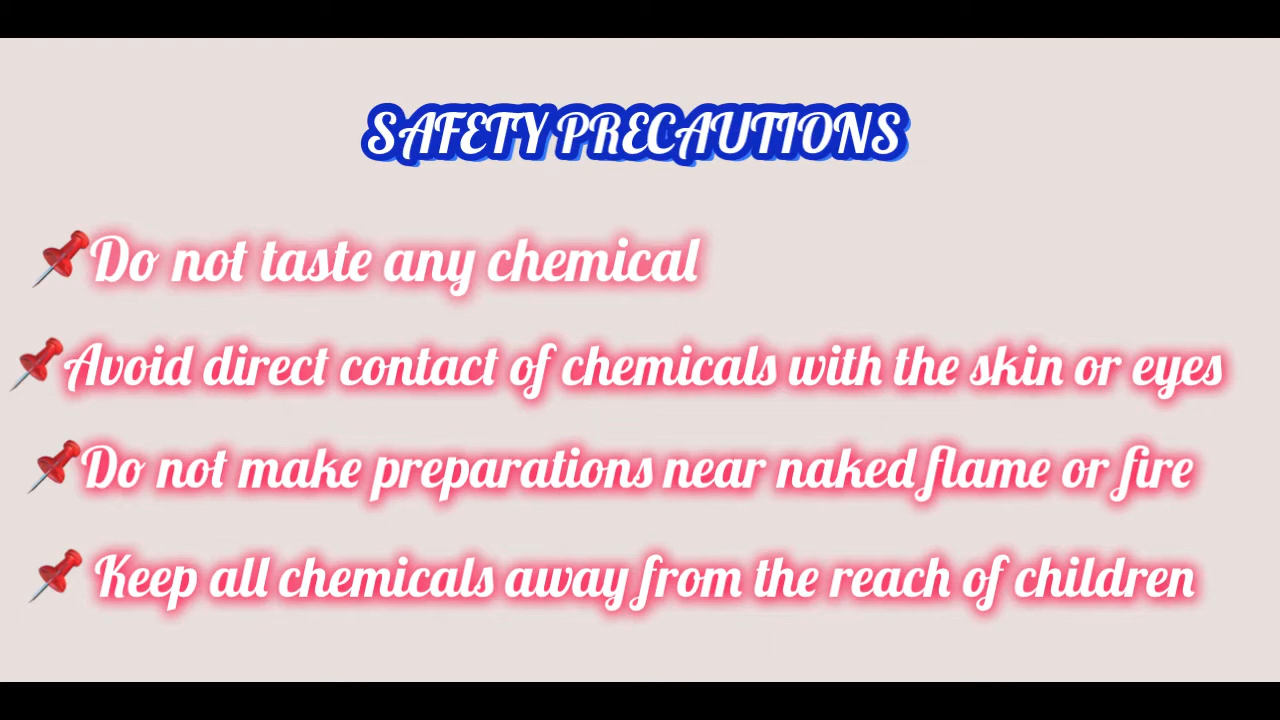 SAFETY PRECAUTIONS
📌Do not taste any chemical
📌Avoid direct contact of chemicals with the skin or eyes
📌Do not make preparations near naked flame or fire
📌 Keep all chemicals away from the reach of children